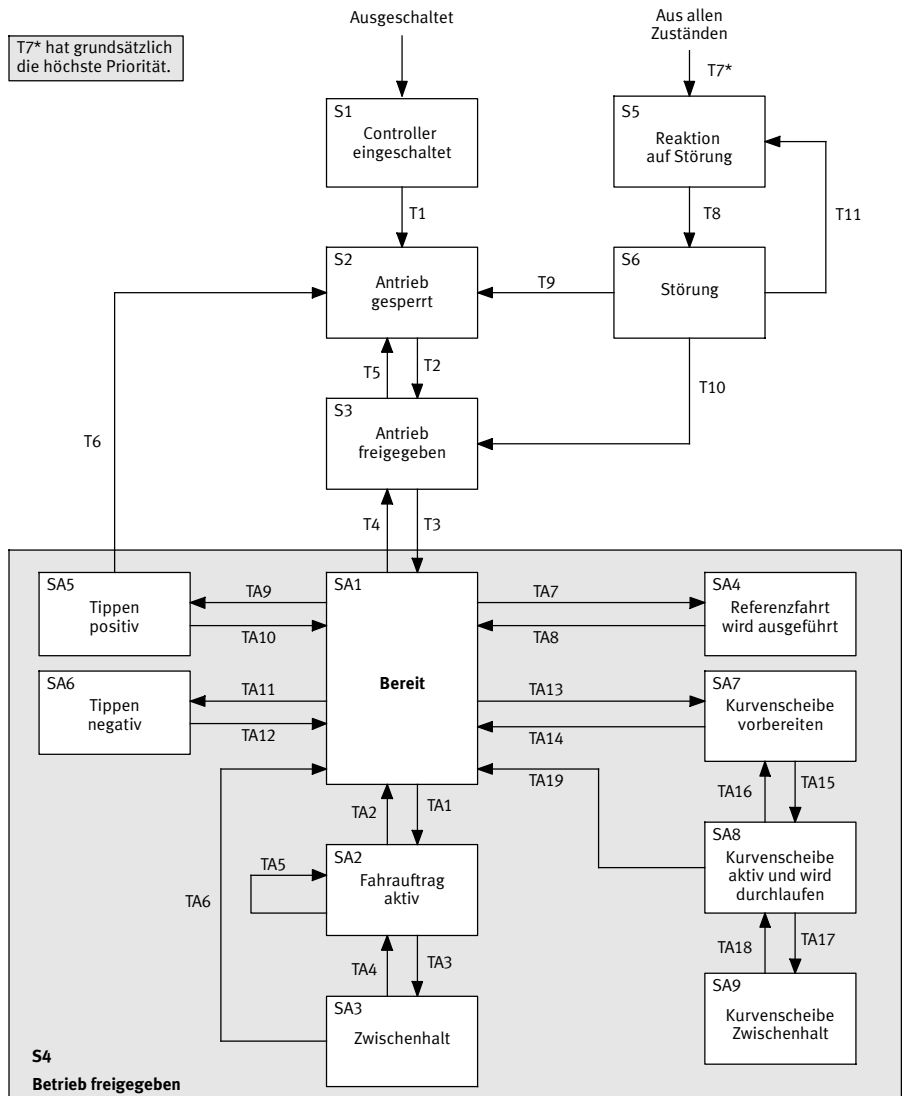 Ausgeschaltet
Aus allen
Zuständen
T7* hat grundsätzlich
die höchste Priorität.
T7*
S1
Controller
eingeschaltet
S5
Reaktion
auf Störung
T1
T8
T11
S2
Antrieb
gesperrt
T9
S6
Störung
T5
T2
T10
S3
Antrieb
freigegeben
T6
T4
T3
SA5
Tippen
positiv
TA9
TA10
SA1
Bereit
TA7
TA8
SA4
Referenzfahrt
wird ausgeführt
SA6
Tippen
negativ
TA11
TA12
TA13
TA14
SA7
Kurvenscheibe
vorbereiten
TA19
TA16
TA15
TA2
TA1
SA2
Fahrauftrag
aktiv
TA5
TA6
SA8
Kurvenscheibe
aktiv und wird
durchlaufen
TA4
TA3
TA18
TA17
SA3
Zwischenhalt
SA9
Kurvenscheibe
Zwischenhalt
S4
Betrieb freigegeben